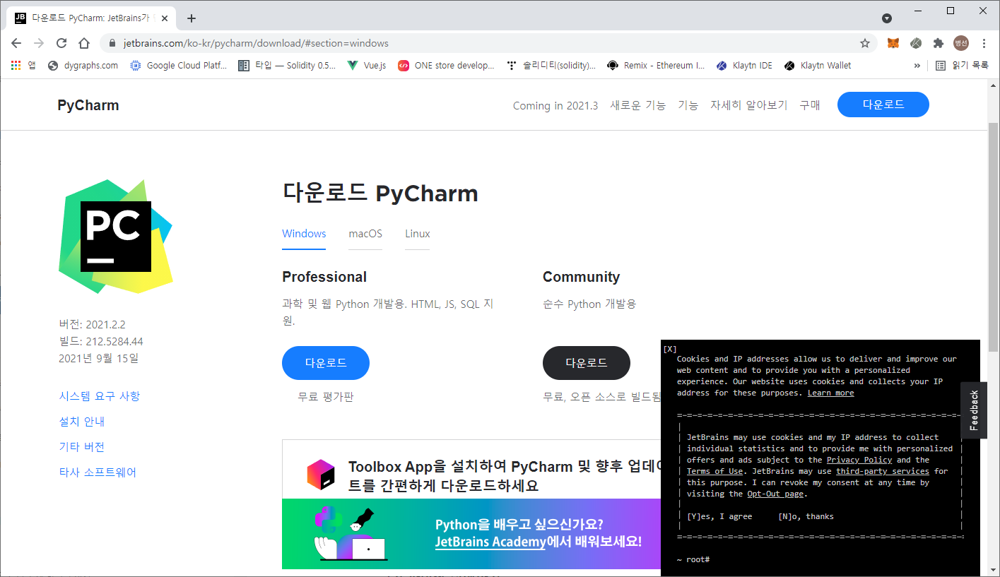 JB
다운로드 PyCharm: JetBrains가
jetbrains.com/ko-kr/pycharm/download/#section=windows
병선
앱
dygraphs.com
Google Cloud Platf...
타입 — Solidity 0.5...
Vue.js
ONE store develop...
솔리디티(solidity)...
Remix - Ethereum I...
Klaytn IDE
Klaytn Wallet
»
읽기 목록
PyCharm
Coming in 2021.3
새로운 기능
기능
자세히 알아보기
구매
다운로드
PC
버전: 2021.2.2
빌드: 212.5284.44
2021년 9월 15일
시스템 요구 사항
설치 안내
기타 버전
타사 소프트웨어
다운로드 PyCharm
Windows
macOS
Linux
Professional
과학 및 웹 Python 개발용. HTML, JS, SQL 지
원.
다운로드
무료 평가판
Community
순수 Python 개발용
다운로드
무료, 오픈 소스로 빌드됨
Toolbox App을 설치하여 PyCharm 및 향후 업데이
트를 간편하게 다운로드하세요
Python을 배우고 싶으신가요?
JetBrains Academy에서 배워보세요!
[X]
Cookies and IP addresses allow us to deliver and improve our
web content and to provide you with a personalized
experience. Our website uses cookies and collects your IP
address for these purposes. Learn more
JetBrains may use cookies and my IP address to collect
individual statistics and to provide me with personalized
offers and ads subject to the Privacy Policy and the
Terms of Use. JetBrains may use third-party services for
this purpose. I can revoke my consent at any time by
visiting the Opt-Out page.
[Y]es, I agree [N]o, thanks
~ root#
Feedback